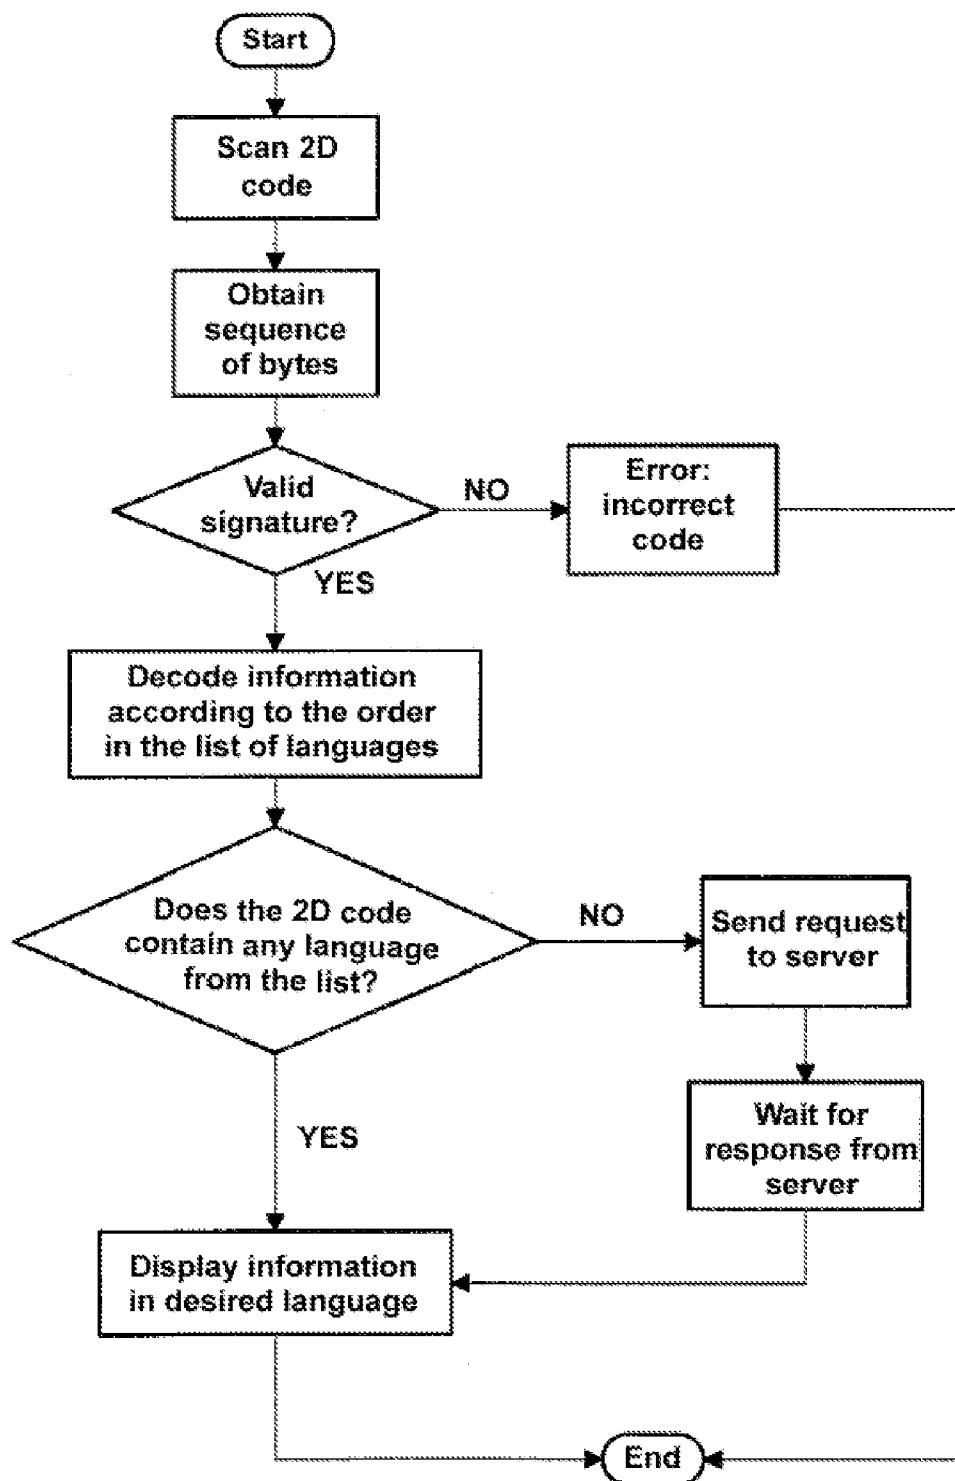 Start
Scan 2D
code
Obtain
sequence
of bytes
Valid
signature?
NO
Error:
incorrect
code
YES
Decode information
according to the order
in the list of languages
Does the 2D code
contain any language
from the list?
NO
Send request
to server
YES
Wait for
response from
server
Display information
in desired language
End